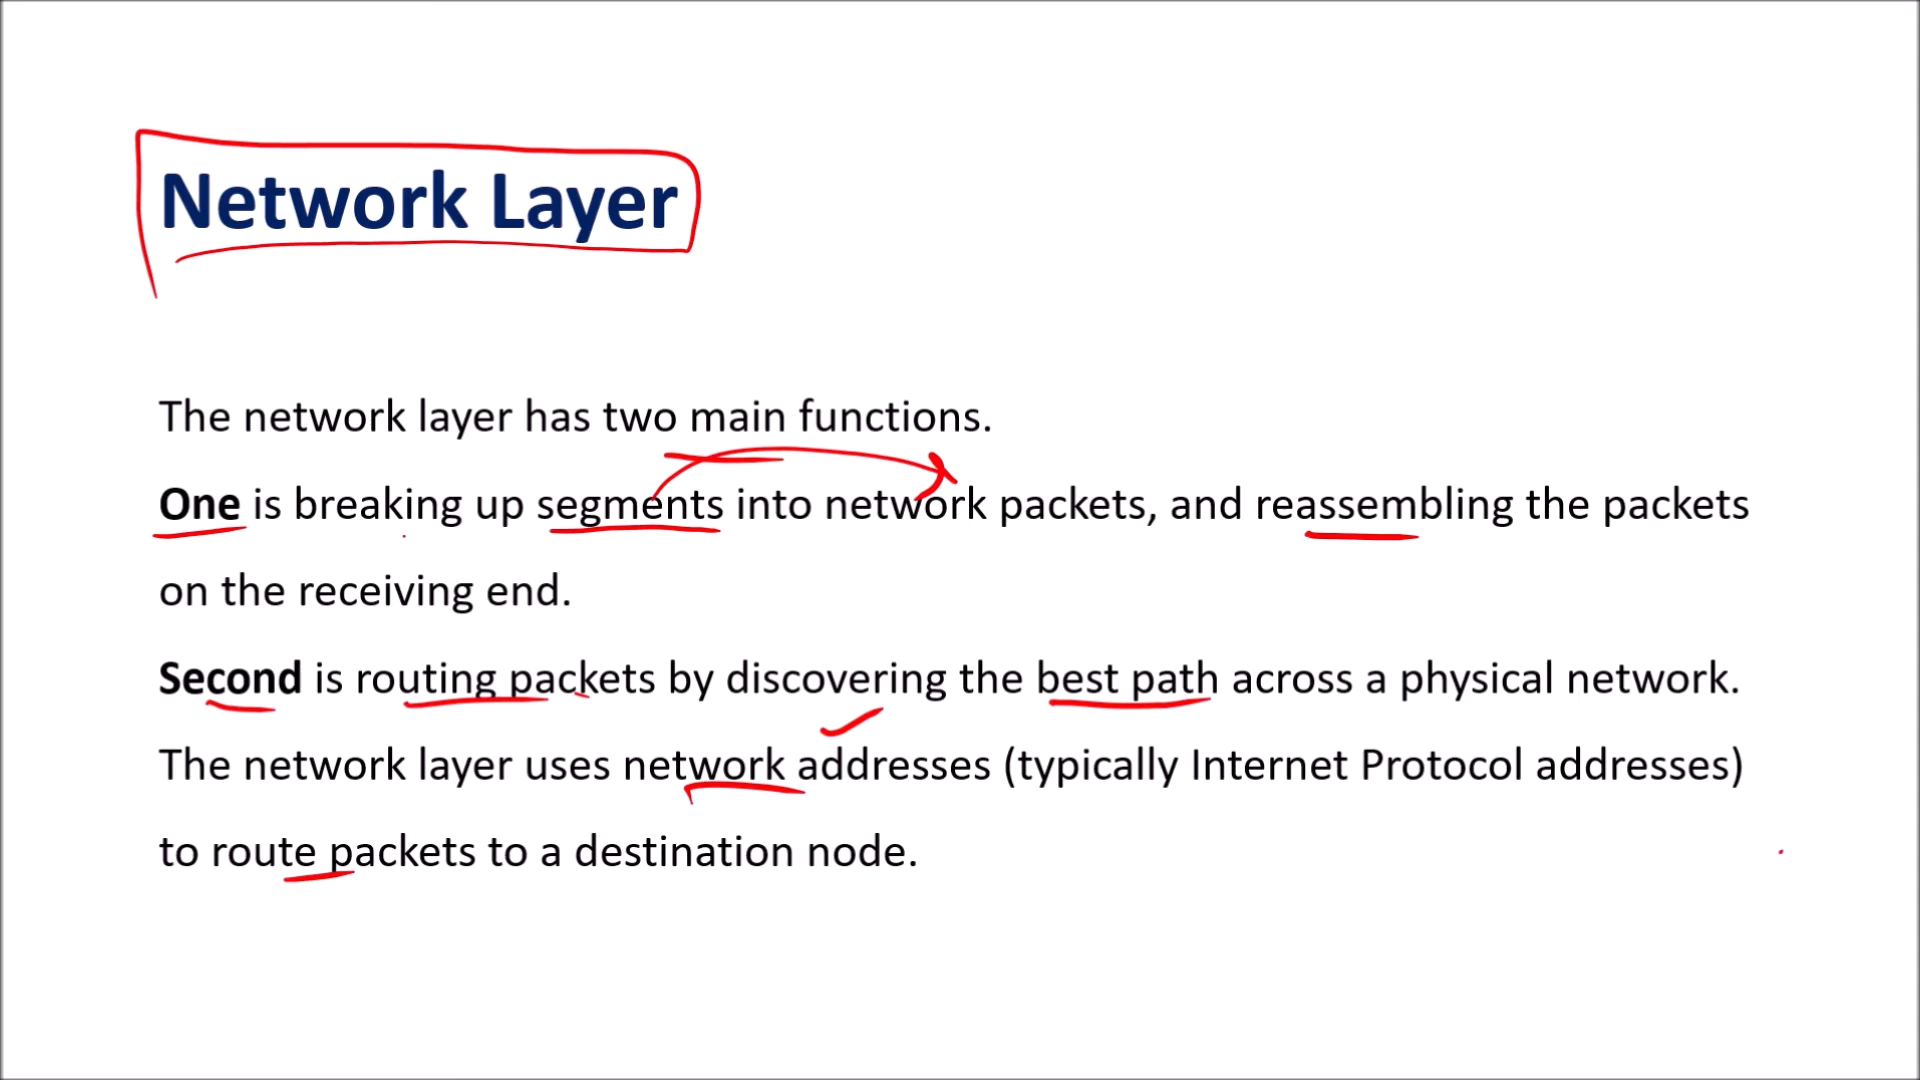 Network Layer
The network layer has two main functions.
One is breaking up segments into network packets, and reassembling the packets
on the receiving end.
Second is routing packets by discovering the best path across a physical network.
The network layer uses network addresses (typically Internet Protocol addresses)
to route packets to a destination node.